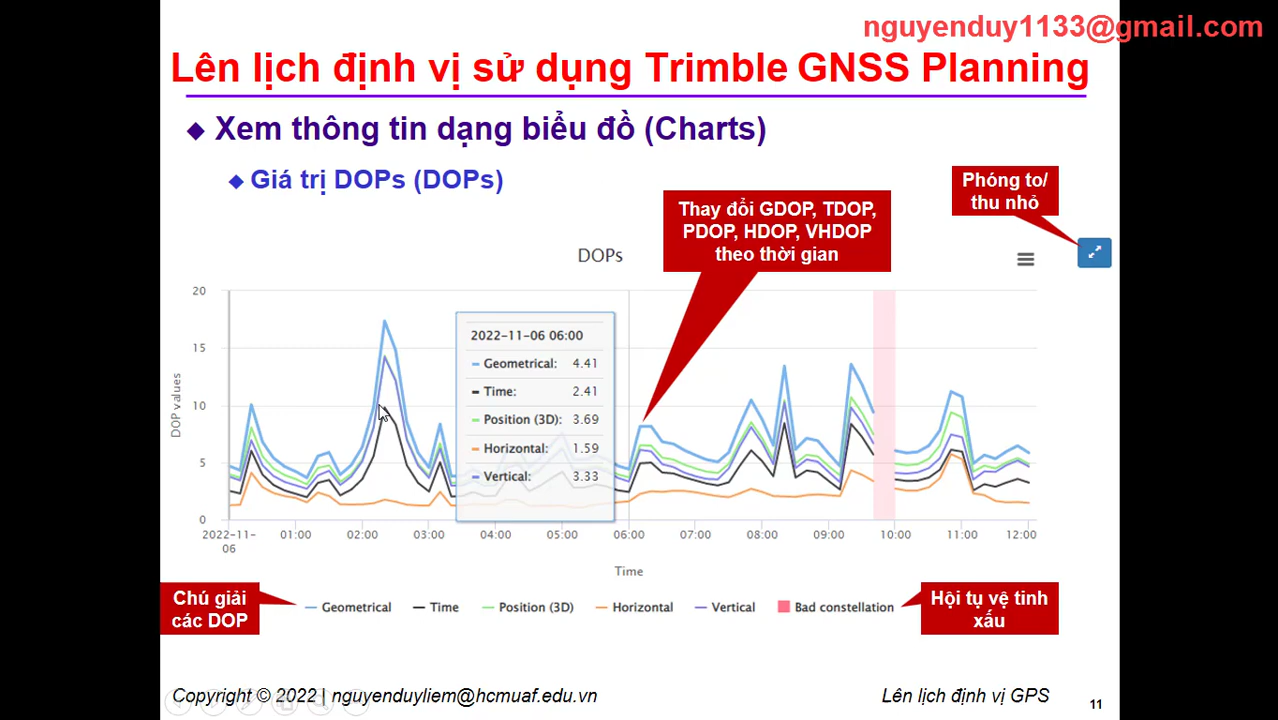 nguyenduy1133@gmail.com
Lên lịch định vị sử dụng Trimble GNSS Planning
Xem thông tin dạng biểu đồ (Charts)
Giá trị DOPs (DOPs)
Phóng to/
thu nhỏ
Thay đổi GDOP, TDOP,
PDOP, HDOP, VHDOP
theo thời gian
DOPs
20
15
10
5
0
DOP values
2022-11-06 06:00
Geometrical: 4.41
Time: 2.41
Position (3D): 3.69
Horizontal: 1.59
Vertical: 3.33
2022-11-
06
01:00
02:00
03:00
04:00
05:00
06:00
07:00
08:00
09:00
10:00
11:00
12:00
Time
Chú giải
các DOP
Geometrical
Time
Position (3D)
Horizontal
Vertical
Bad constellation
Hội tụ vệ tinh
xấu
Copyright © 2022 | nguyenduyliem@hcmuaf.edu.vn
Lên lịch định vị GPS
11